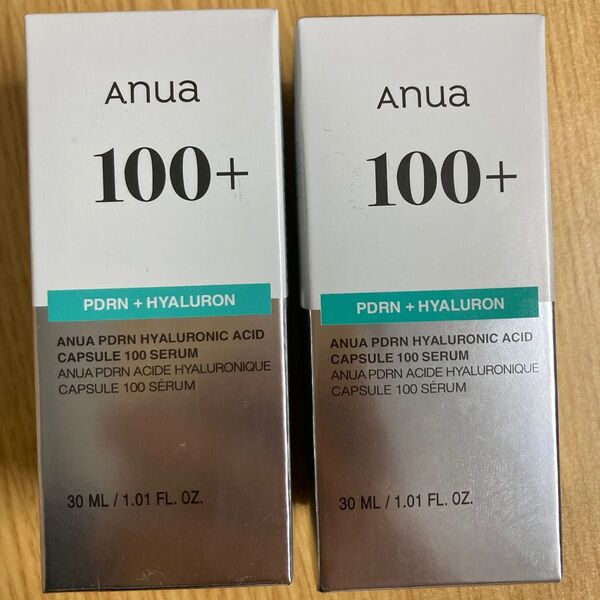 Anua
100+
PDRN + HYALURON
ANUA PDRN HYALURONIC ACID
CAPSULE 100 SERUM
ANUA PDRN ACIDE HYALURONIQUE
CAPSULE 100 SÉRUM
30 ML / 1.01 FL. OZ.
Anua
100+
PDRN + HYALURON
ANUA PDRN HYALURONIC ACID
CAPSULE 100 SERUM
ANUA PDRN ACIDE HYALURONIQUE
CAPSULE 100 SÉRUM
30 ML / 1.01 FL. OZ.